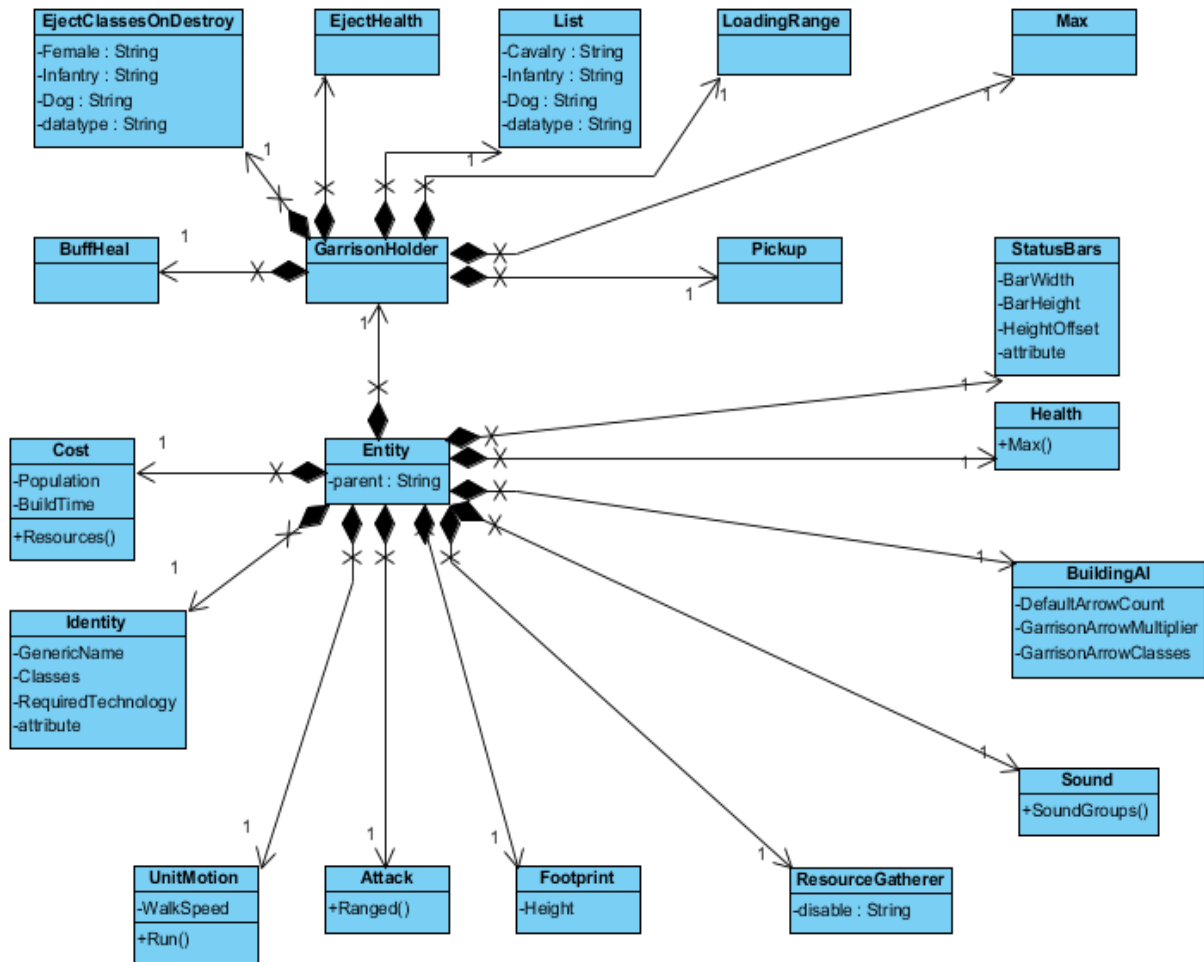 EjectClassesOnDestroy
-Female : String
-Infantry : String
-Dog : String
-datatype : String
EjectHealth
List
-Cavalry : String
-Infantry : String
-Dog : String
-datatype : String
LoadingRange
Max
1
1
1
1
BuffHeal
1
GarrisonHolder
Pickup
1
StatusBars
-BarWidth
-BarHeight
-HeightOffset
-attribute
1
1
Health
+Max()
1
Cost
-Population
-BuildTime
+Resources()
1
Entity
-parent : String
BuildingAI
-DefaultArrowCount
-GarrisonArrowMultiplier
-GarrisonArrowClasses
1
1
Identity
-GenericName
-Classes
-RequiredTechnology
-attribute
1
Sound
+SoundGroups()
1
1
1
1
UnitMotion
-WalkSpeed
+Run()
Attack
+Ranged()
Footprint
-Height
ResourceGatherer
-disable : String